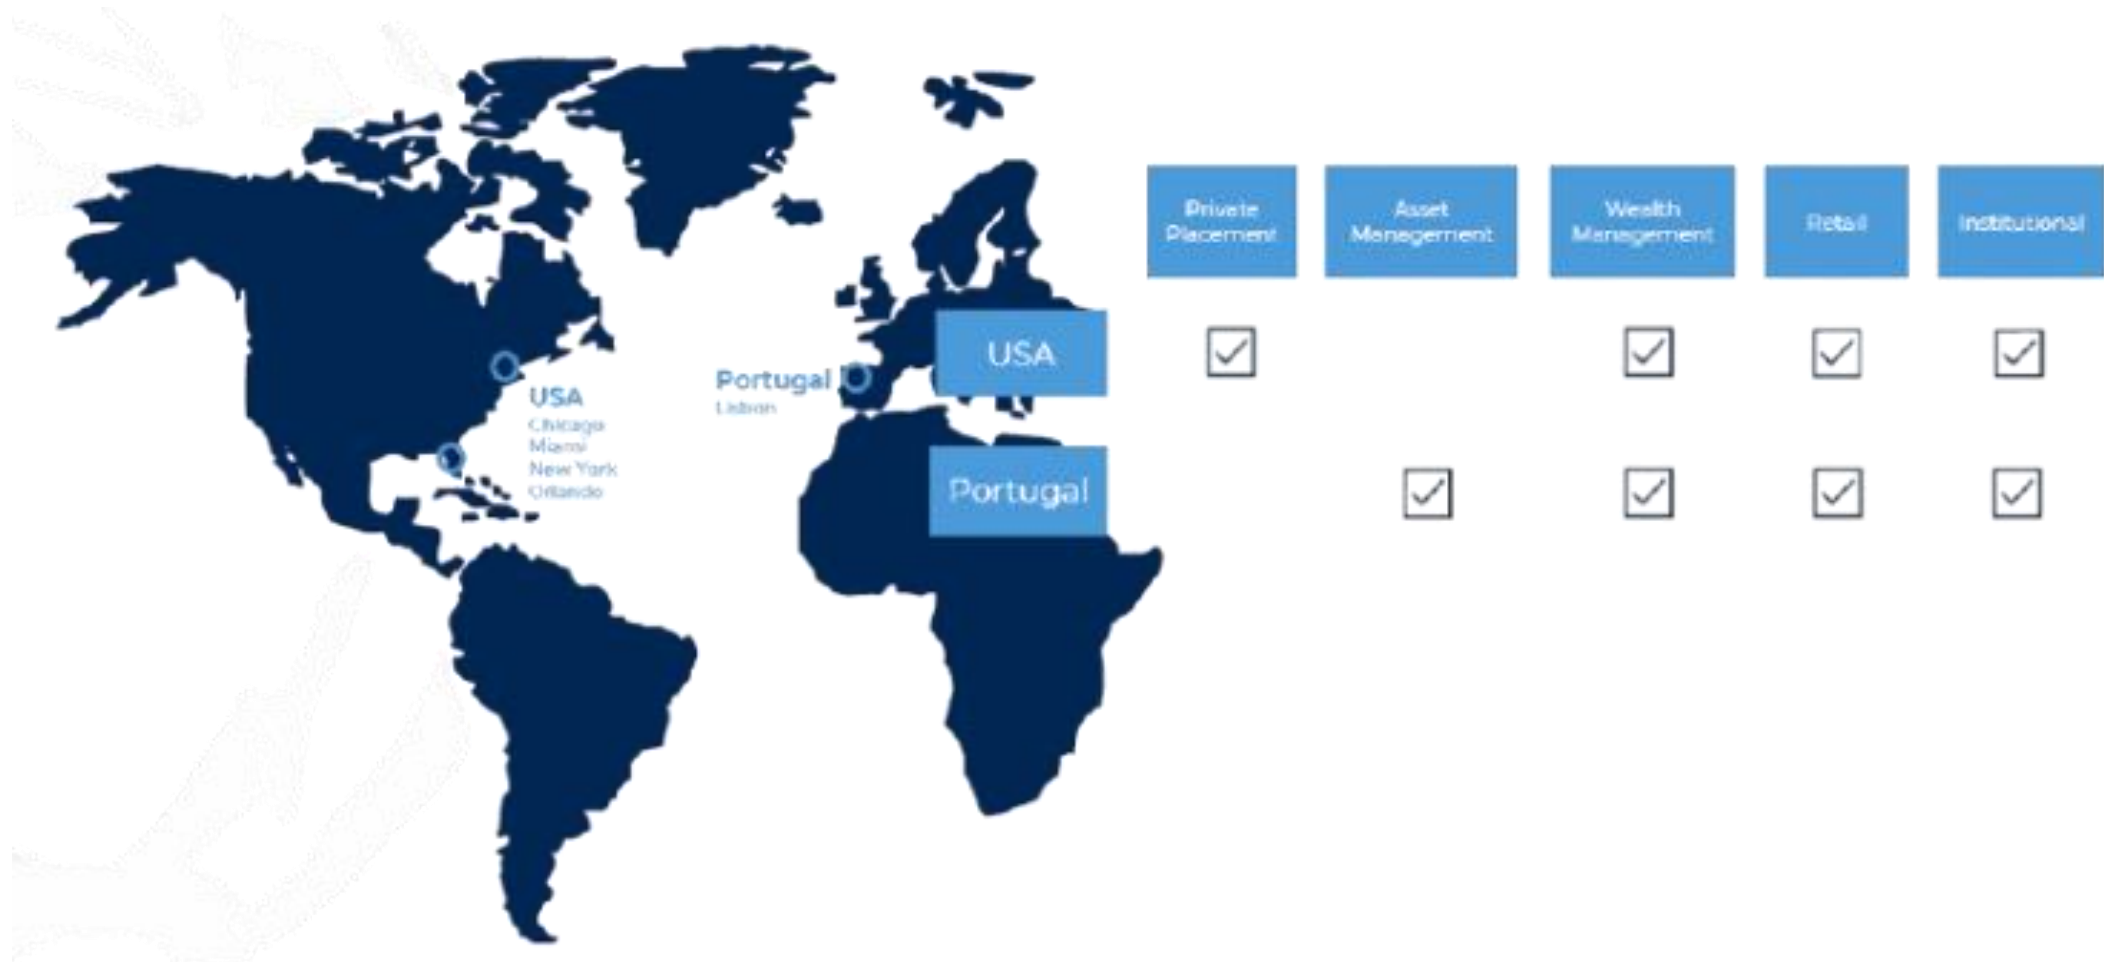 Private
Placement
Asset
Management
Wealth
Management
Retail
Institutional
USA
Portugal
USA
Chicago
Miami
New York
Orlando
Portugal
Lisbon